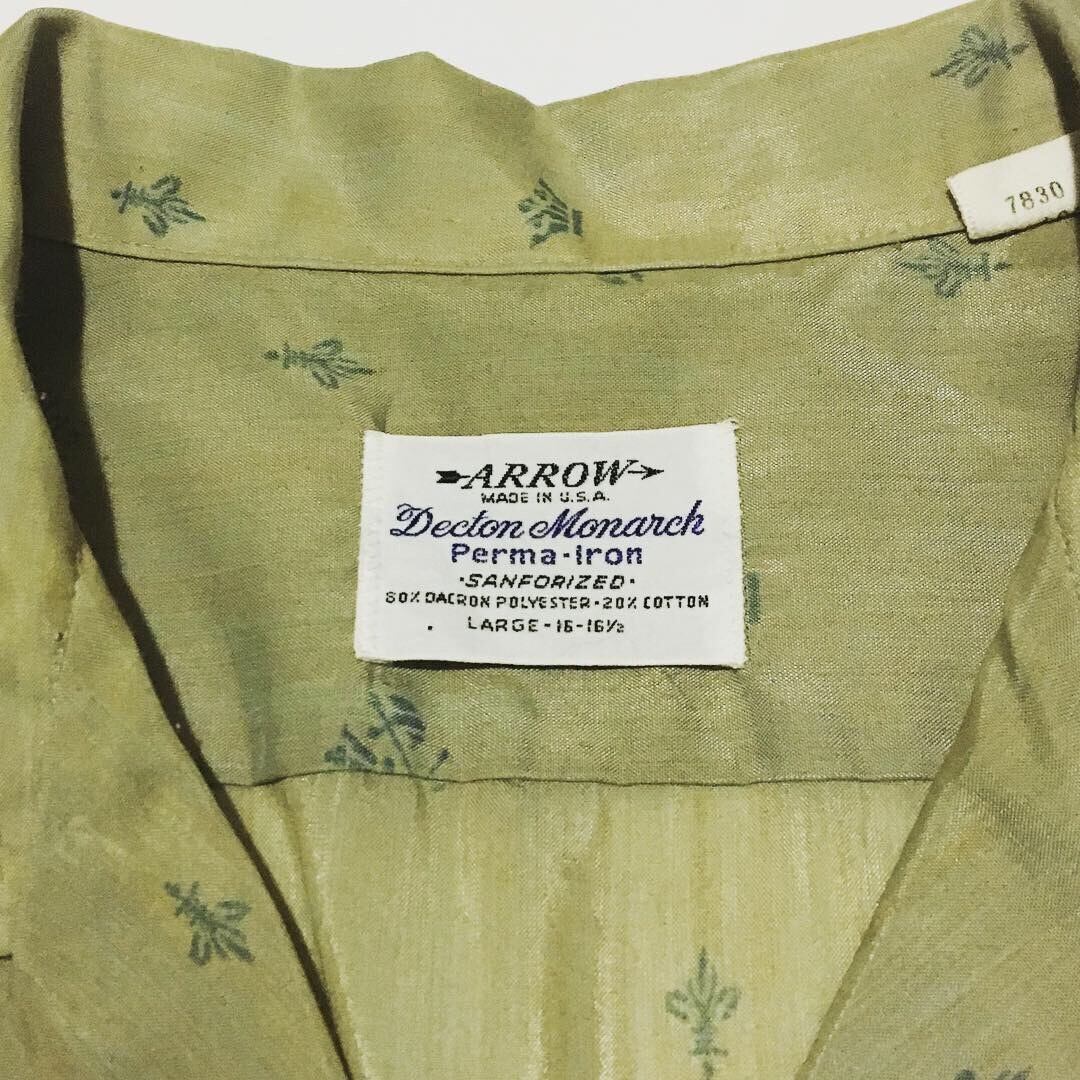 7830
ARROW
MADE IN U.S.A.
Decton Monarch
Perma-Iron
·SANFORIZED·
80% DACRON POLYESTER - 20% COTTON
LARGE - 16-16½